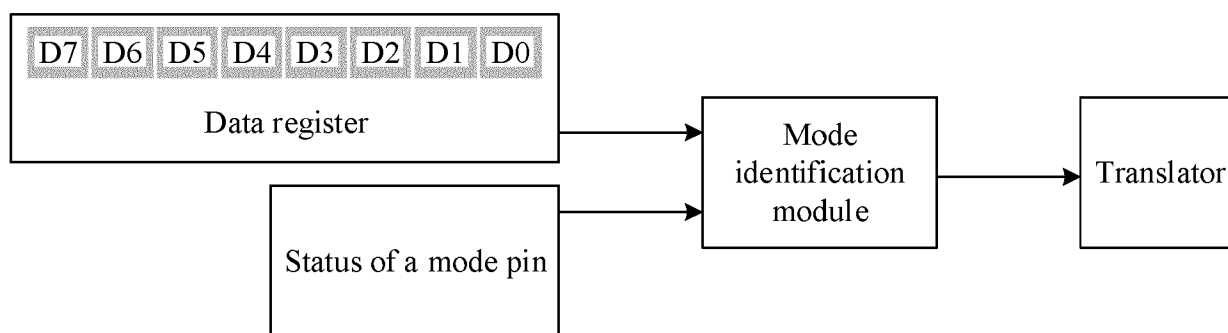 D7 D6 D5 D4 D3 D2 D1 D0
Data register
Mode
identification
module
Translator
Status of a mode pin